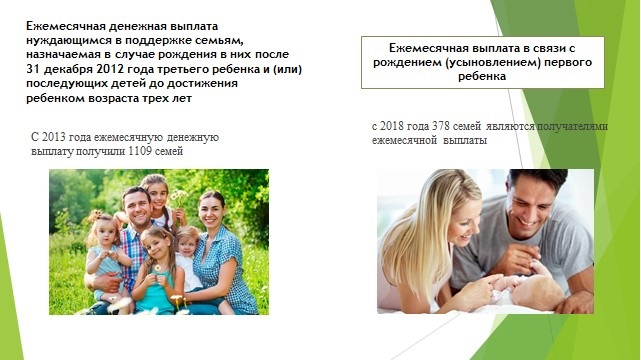 Ежемесячная денежная выплата
нуждающимся в поддержке семьям,
назначаемая в случае рождения в них после
31 декабря 2012 года третьего ребенка и (или)
последующих детей до достижения
ребенком возраста трех лет
С 2013 года ежемесячную денежную
выплату получили 1109 семей
Ежемесячная выплата в связи с
рождением (усыновлением) первого
ребенка
с 2018 года 378 семей являются получателями
ежемесячной выплаты